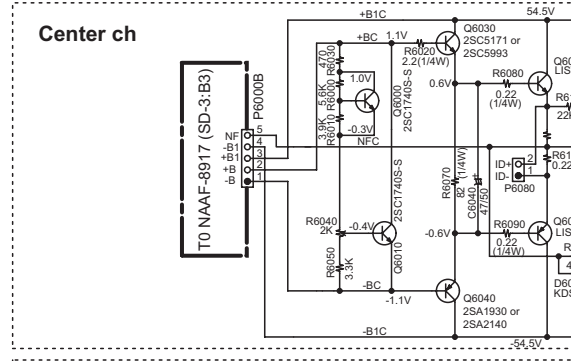 Center ch
+B1C
54.5V
+BC
1.1V
Q6030
2SC5171 or
2SC5993
R6020
2.2(1/4W)
470
R6030
5.6K
R6000
3.9K
R6010
1.0V
-0.3V
NFC
Q6000
2SC1740S-S
0.6V
R6080
0.22
(1/4W)
T0 NAAF-8917 (SD-3:B3)
P6000B
NF 5
-B1 4
+B1 3
+B 2
-B 1
ID+ 2
ID- 1
P6080
R6070
82 (1/4W)
C6040
47/50
+
2SC1740S-S
Q6010
R6040
2K
-0.4V
R6050
3.3K
-0.6V
R6090
0.22
(1/4W)
0.22
-BC
-1.1V
Q6040
2SA1930 or
2SA2140
-B1C
-54.5V